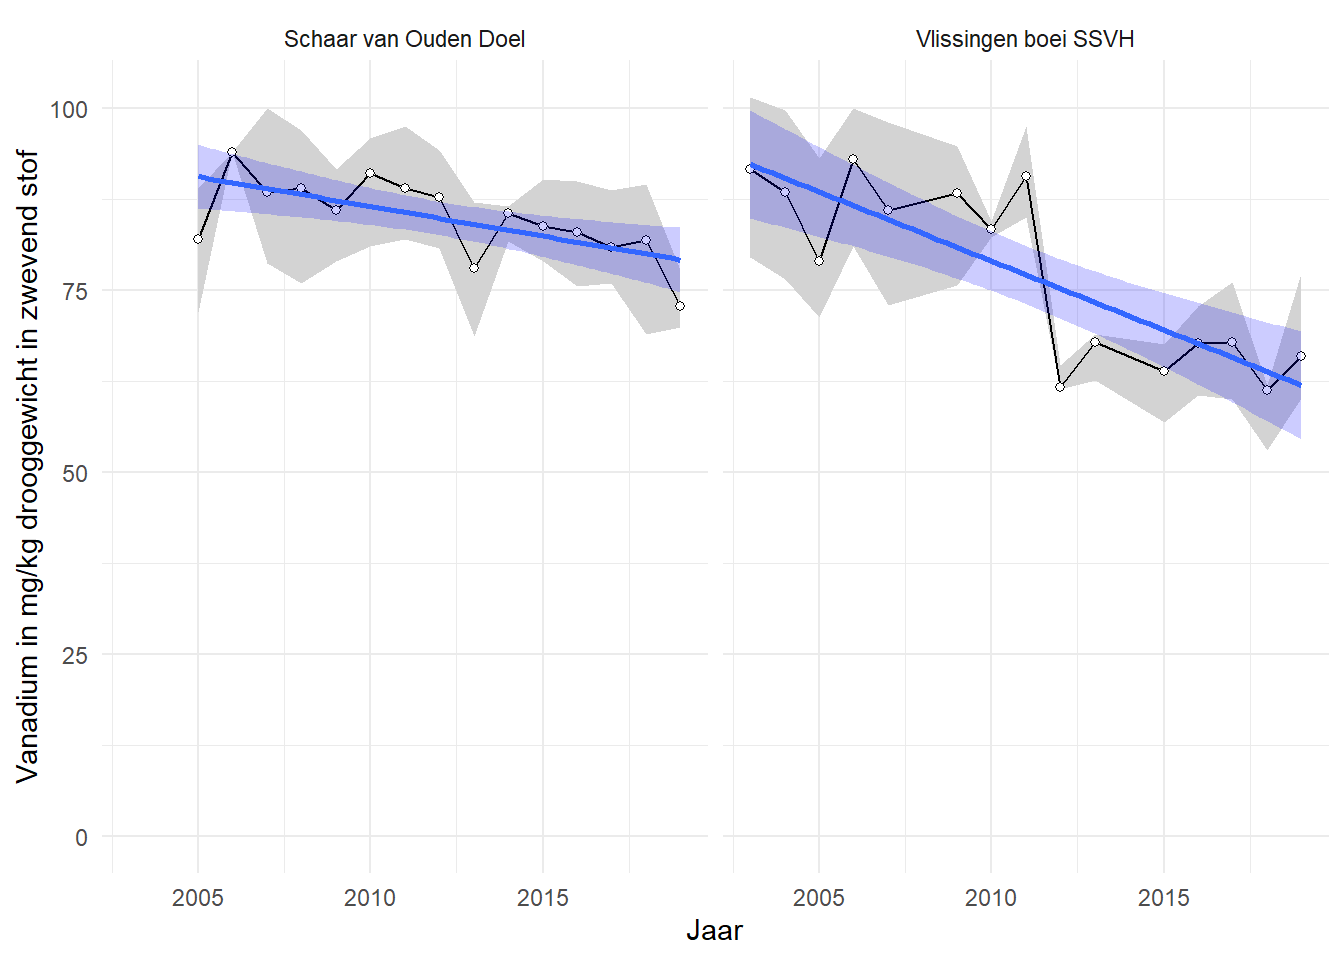 Schaar van Ouden Doel
Vlissingen boei SSVH
Vanadium in mg/kg drooggewicht in zwevend stof
100
75
50
25
0
2005
2010
2015
2005
2010
2015
Jaar